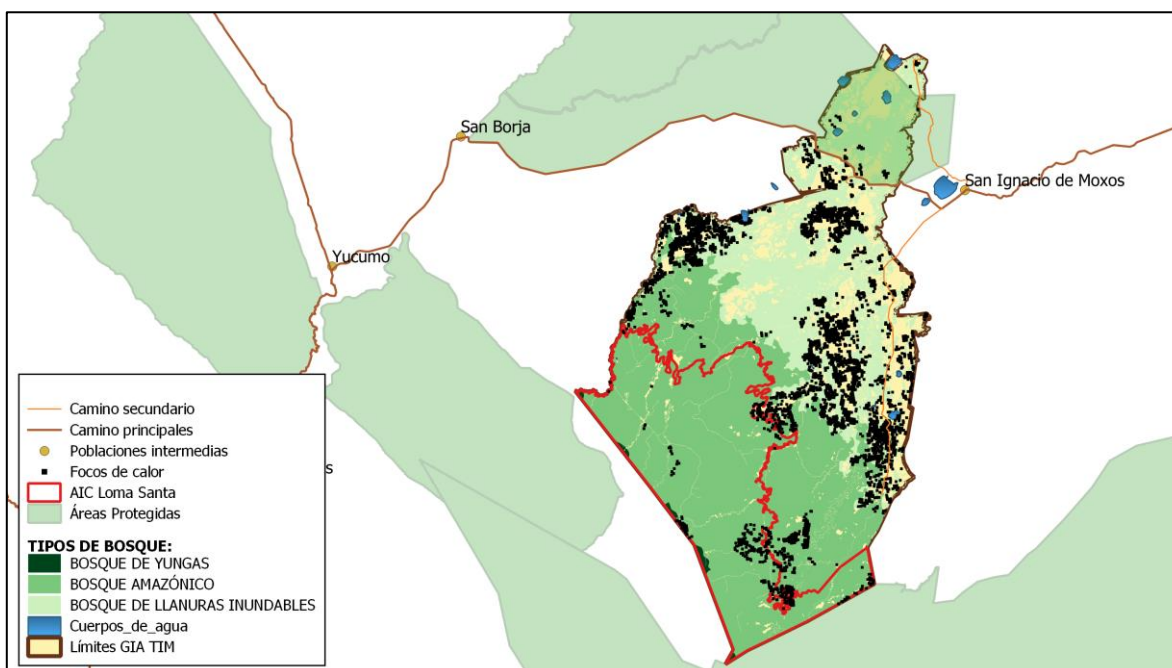 San Borja
San Ignacio de Moxos
Yucumo
s
Camino secundario
Camino principales
Poblaciones intermedias
Focos de calor
AIC Loma Santa
Áreas Protegidas
TIPOS DE BOSQUE:
BOSQUE DE YUNGAS
BOSQUE AMAZÓNICO
BOSQUE DE LLANURAS INUNDABLES
Cuerpos_de_agua
Límites GIA TIM